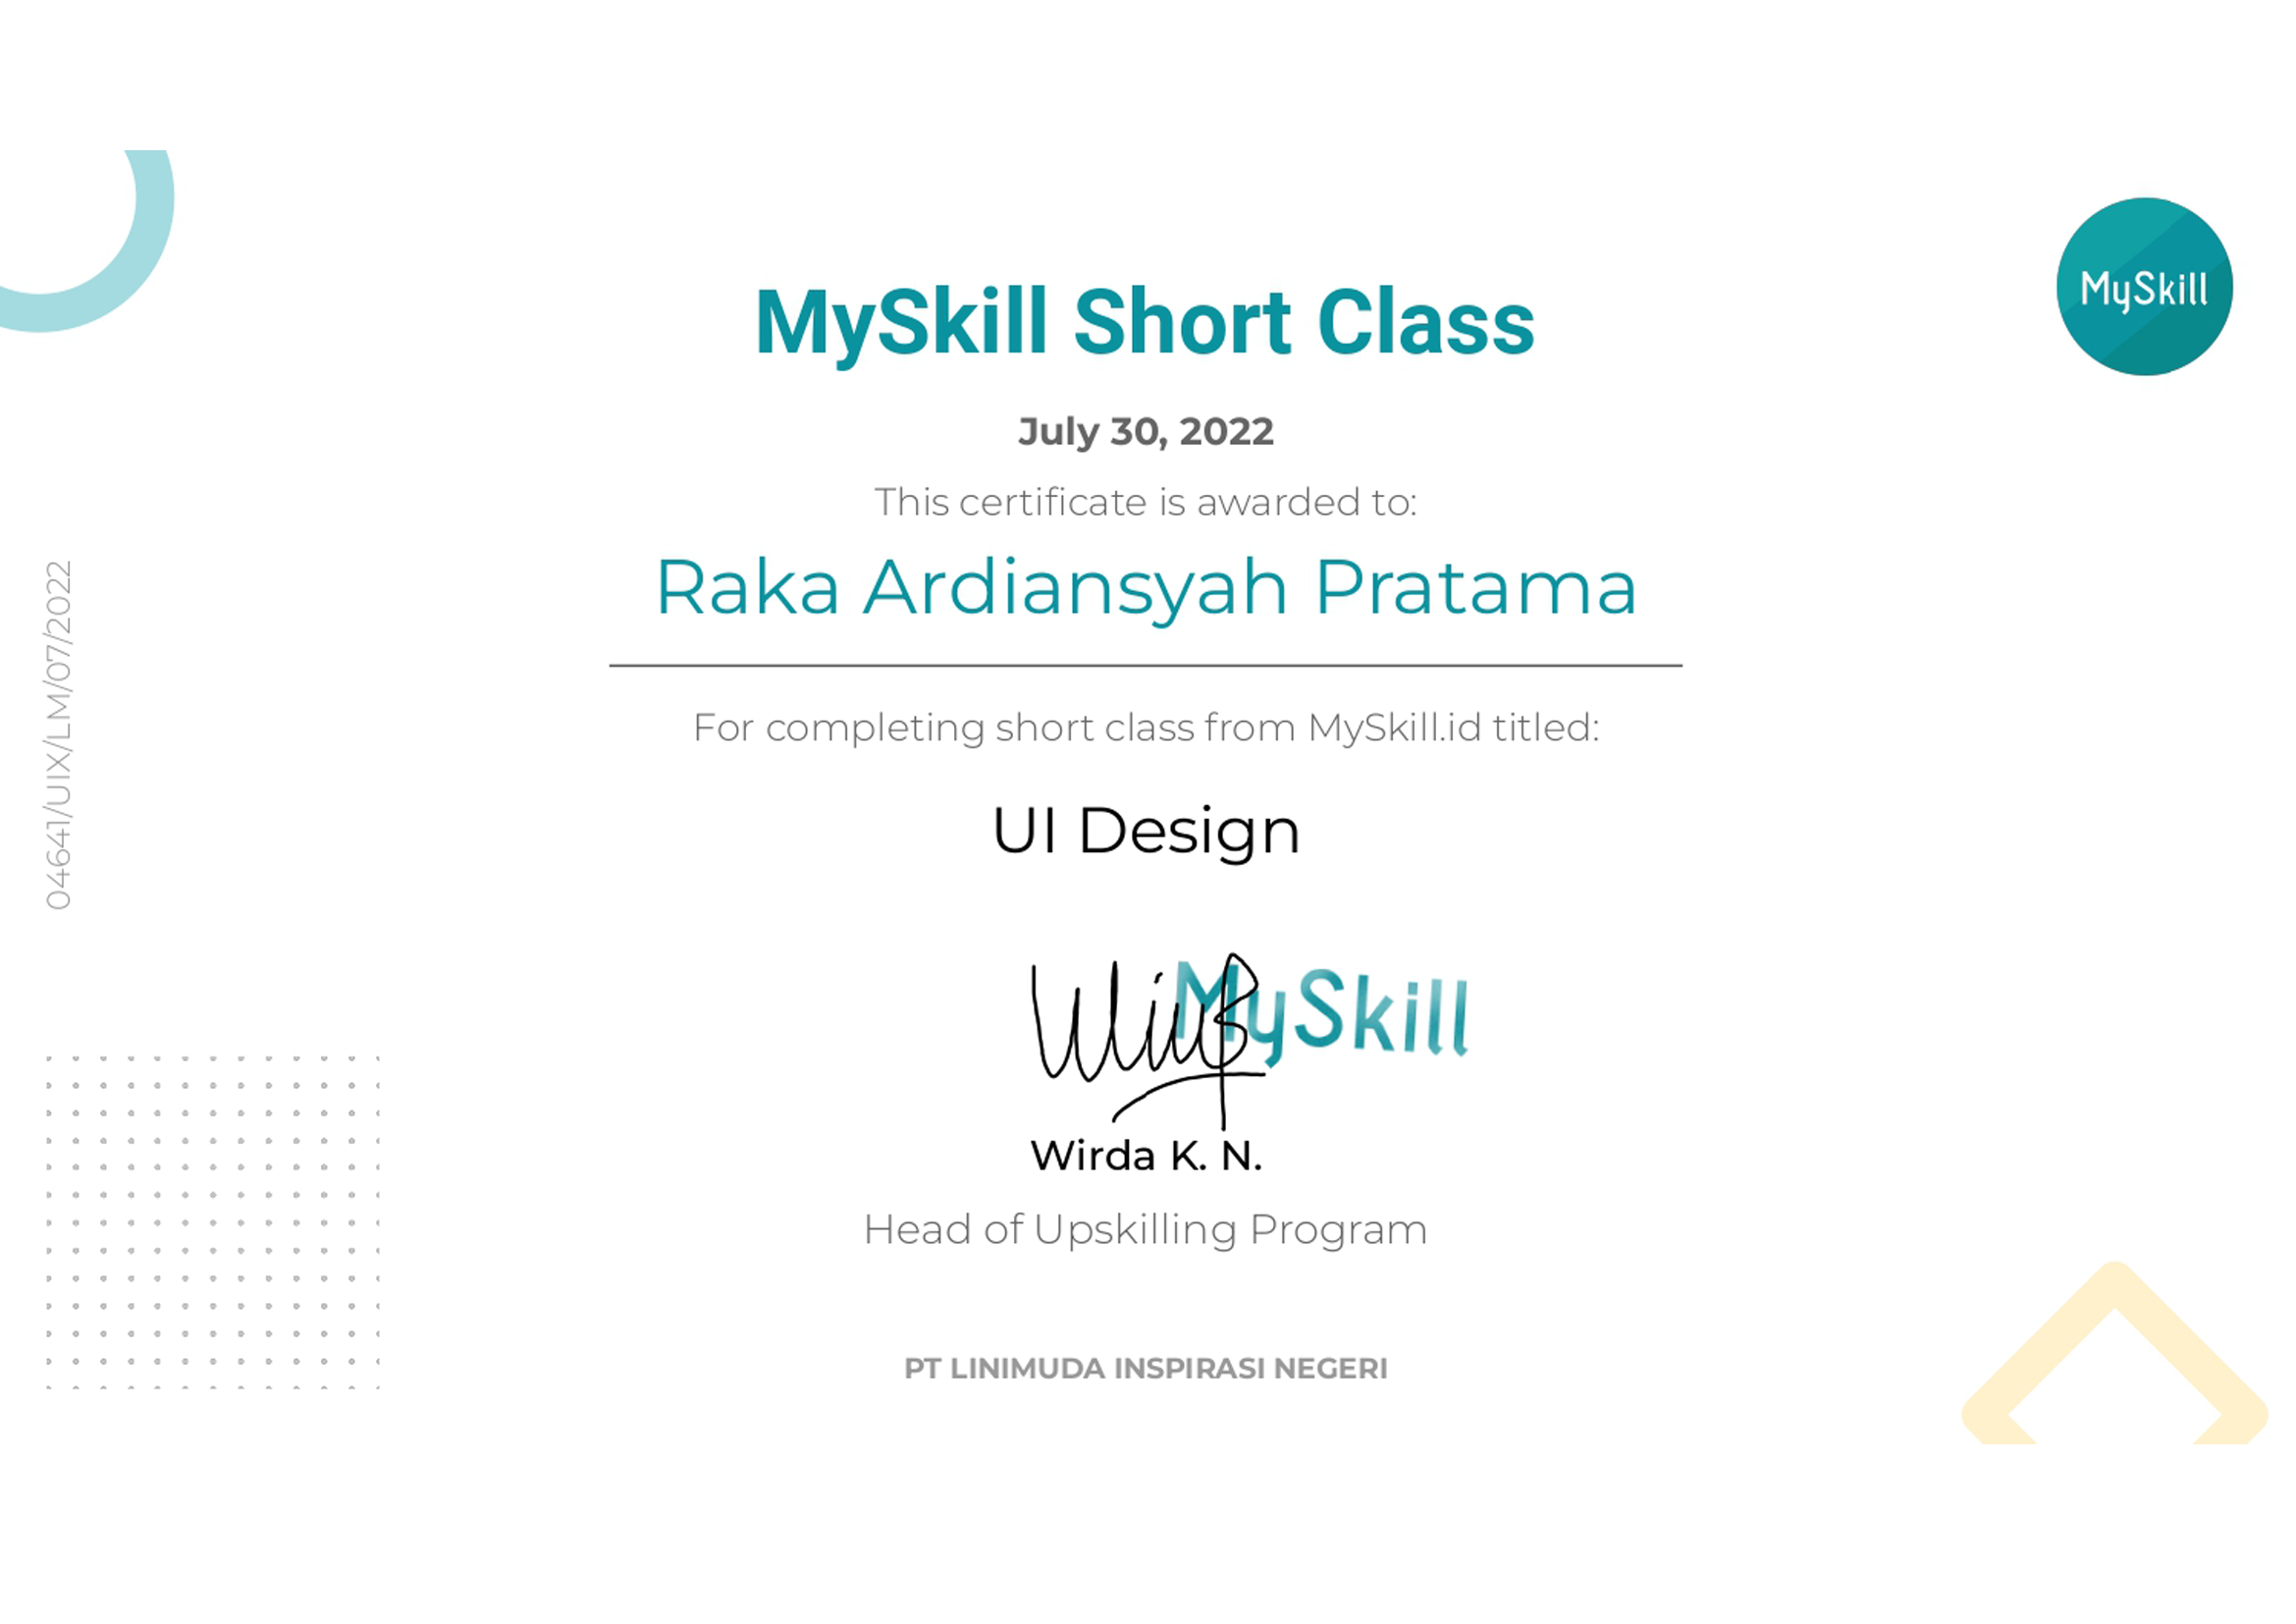 MySkill
MySkill Short Class
July 30, 2022
This certificate is awarded to:
Raka Ardiansyah Pratama
For completing short class from MySkill.id titled:
UI Design
04641/UIX/LM/07/2022
MySkill
Wirda K. N.
Head of Upskilling Program
PT LINIMUDA INSPIRASI NEGERI